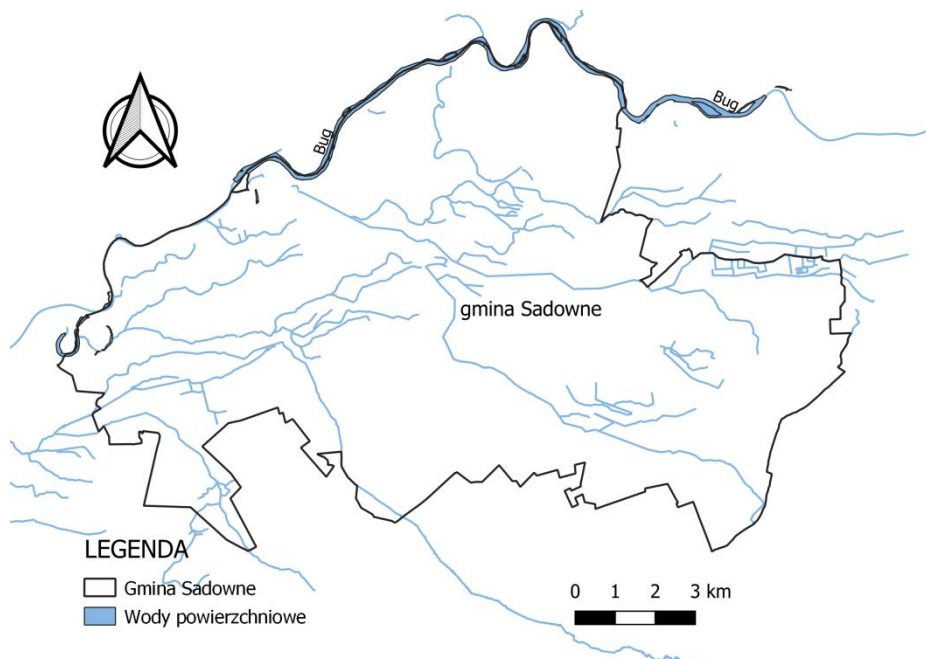 Bug
Bug
gmina Sadowne
LEGENDA
Gmina Sadowne
Wody powierzchniowe
0 1 2 3 km